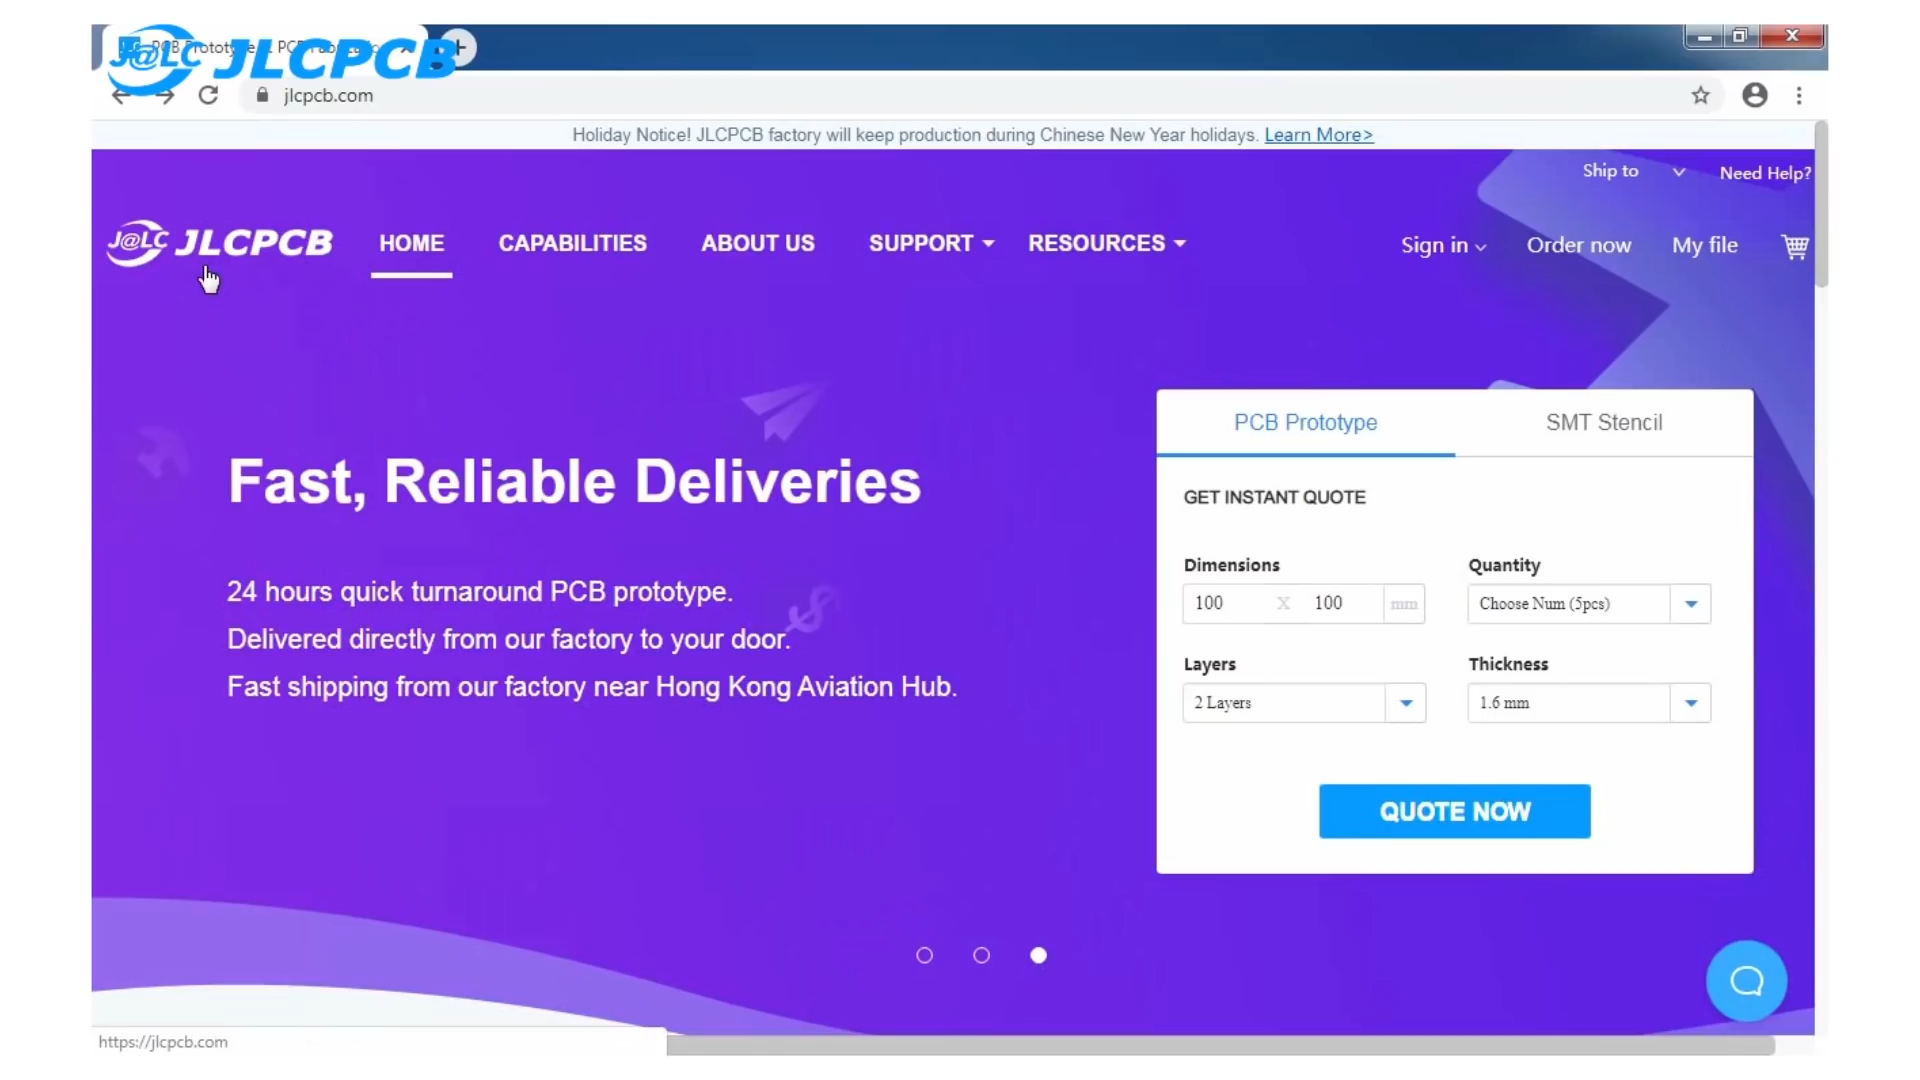 J@LC JLCPCB
jlcpcb.com
Holiday Notice! JLCPCB factory will keep production during Chinese New Year holidays. Learn More>
Ship to
Need Help?
J@LC JLCPCB
HOME
CAPABILITIES
ABOUT US
SUPPORT
RESOURCES
Sign in
Order now
My file
PCB Prototype
SMT Stencil
Fast, Reliable Deliveries
GET INSTANT QUOTE
24 hours quick turnaround PCB prototype.
Delivered directly from our factory to your door.
Fast shipping from our factory near Hong Kong Aviation Hub.
Dimensions
Quantity
100 X 100 mm
Choose Num (5pcs)
Layers
Thickness
2 Layers
1.6 mm
QUOTE NOW
https://jlcpcb.com